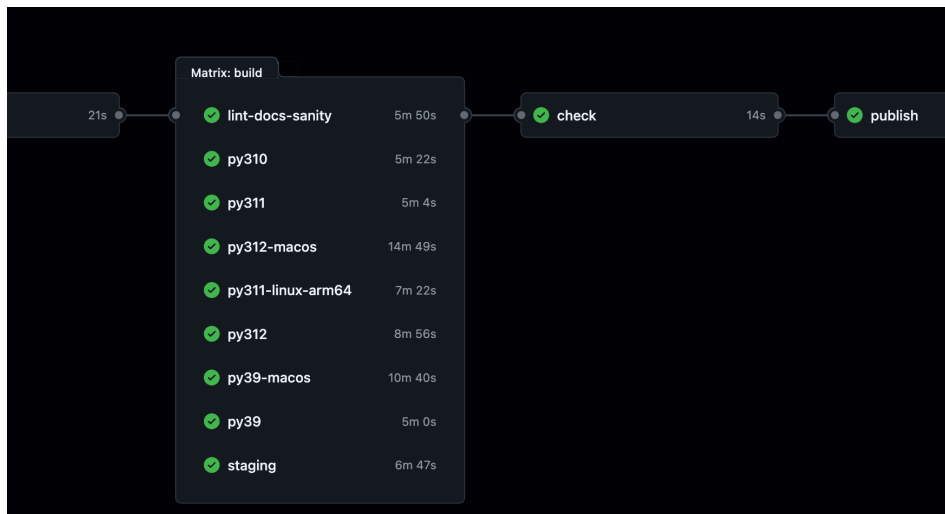 Matrix: build
21s
lint-docs-sanity 5m 50s
check 14s
publish
py310 5m 22s
py311 5m 4s
py312-macos 14m 49s
py311-linux-arm64 7m 22s
py312 8m 56s
py39-macos 10m 40s
py39 5m 0s
staging 6m 47s